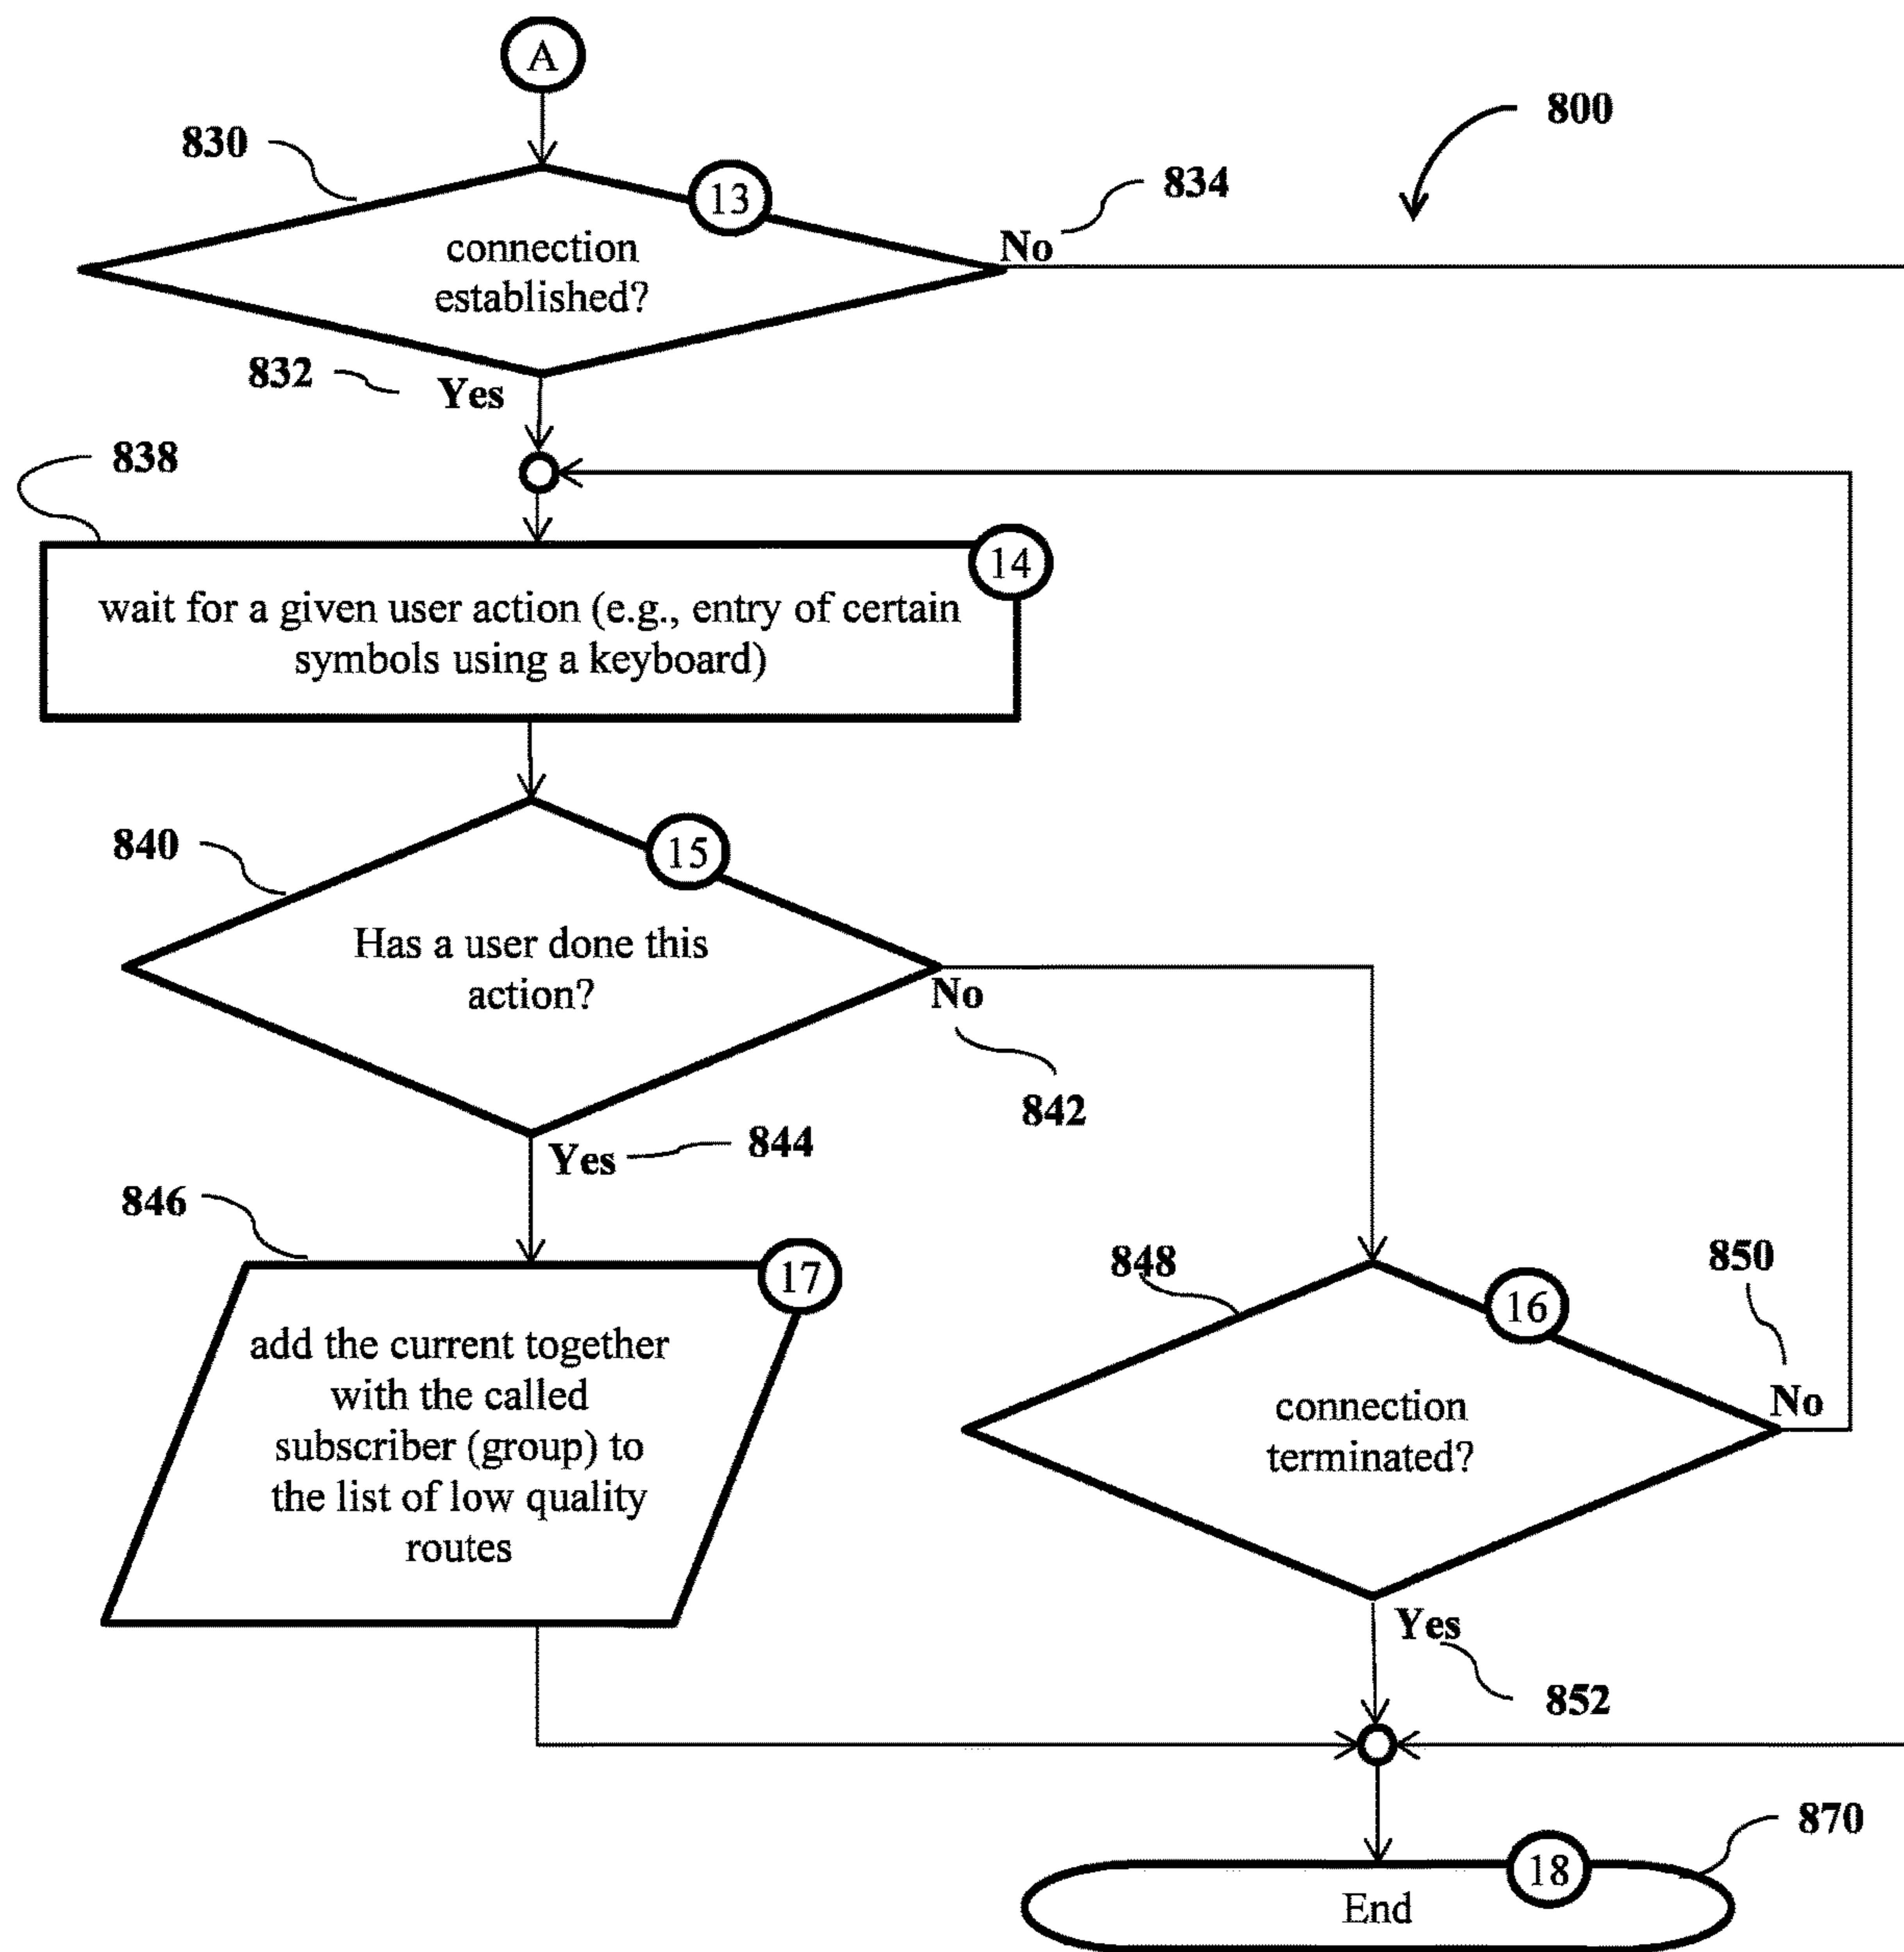 A
800
830
13
834
No
connection
established?
832
Yes
838
14
wait for a given user action (e.g., entry of certain
symbols using a keyboard)
840
15
Has a user done this
action?
No
842
Yes
844
846
17
add the current together
with the called
subscriber (group) to
the list of low quality
routes
848
16
850
No
connection
terminated?
Yes
852
870
18
End